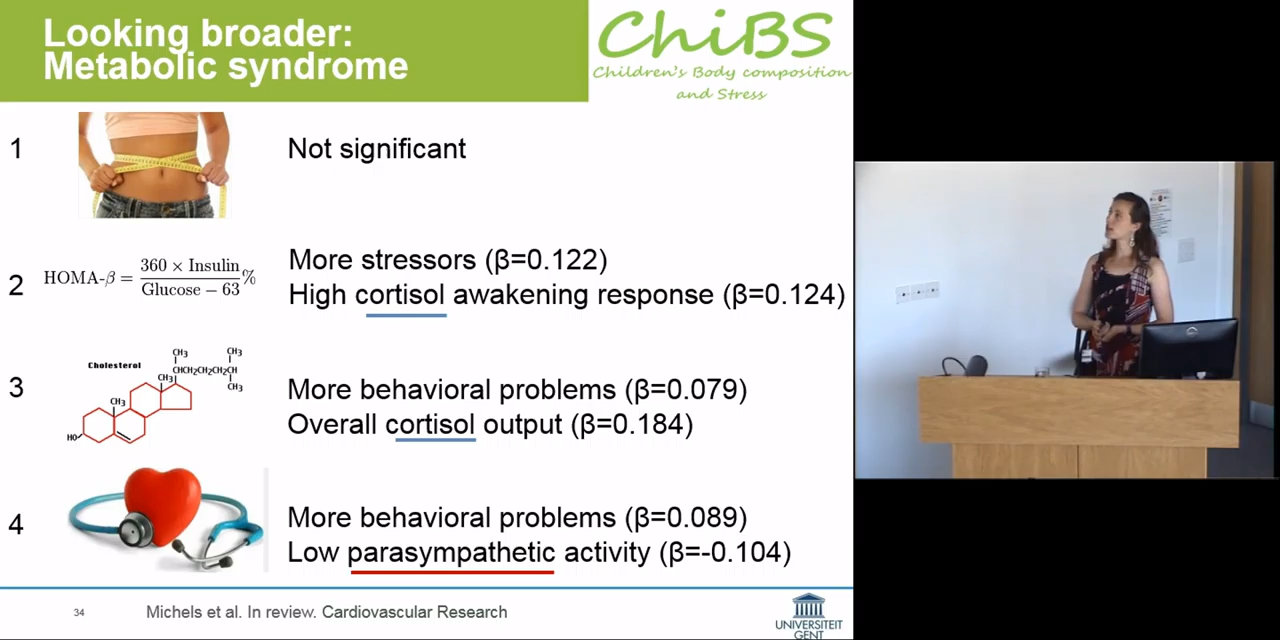 Looking broader:
Metabolic syndrome
ChiBS
Children's Body composition
and Stress
1
Not significant
2
HOMA-β = 360 × Insulin / Glucose − 63 %
More stressors (β=0.122)
High cortisol awakening response (β=0.124)
3
Cholesterol
CH3
CHCH2CH2CH2CH
CH3
CH3
CH3
CH3
HO
More behavioral problems (β=0.079)
Overall cortisol output (β=0.184)
4
More behavioral problems (β=0.089)
Low parasympathetic activity (β=-0.104)
34
Michels et al. In review. Cardiovascular Research
UNIVERSITEIT
GENT